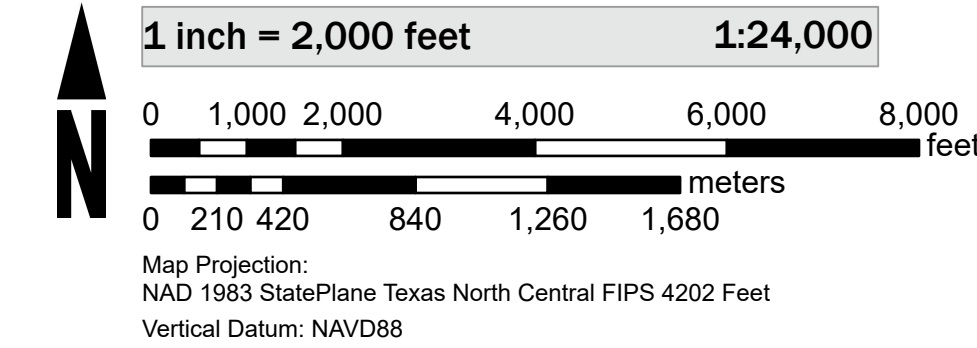 1 inch = 2,000 feet 1:24,000
0 1,000 2,000 4,000 6,000 8,000
feet
meters
0 210 420 840 1,260 1,680
N
Map Projection:
NAD 1983 StatePlane Texas North Central FIPS 4202 Feet
Vertical Datum: NAVD88